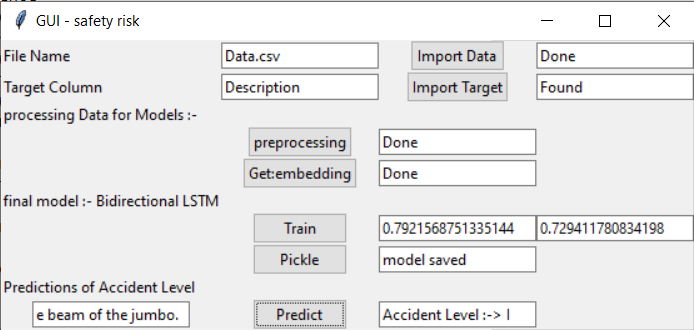 GUI - safety risk
File Name Data.csv Import Data Done
Target Column Description Import Target Found
processing Data for Models :-
preprocessing Done
Get:embedding Done
final model :- Bidirectional LSTM
Train 0.7921568751335144 0.729411780834198
Pickle model saved
Predictions of Accident Level
e beam of the jumbo. Predict Accident Level :-> I